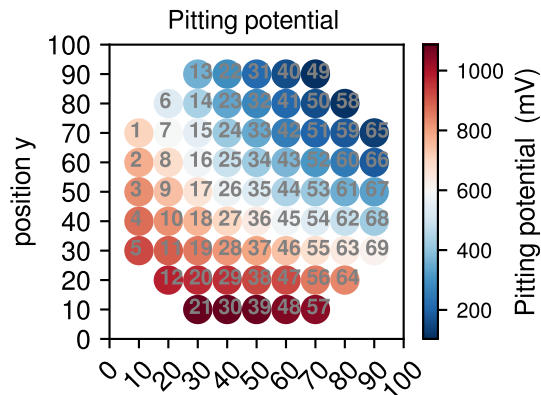 Pitting potential
100
90
80
70
60
50
40
30
20
10
0
position y
13 22 31 40 49
6 14 23 32 41 50 58
1 7 15 24 33 42 51 59 65
2 8 16 25 34 43 52 60 66
3 9 17 26 35 44 53 61 67
4 10 18 27 36 45 54 62 68
5 11 19 28 37 46 55 63 69
12 20 29 38 47 56 64
21 30 39 48 57
0 10 20 30 40 50 60 70 80 90 100
1000
800
600
400
200
Pitting potential (mV)